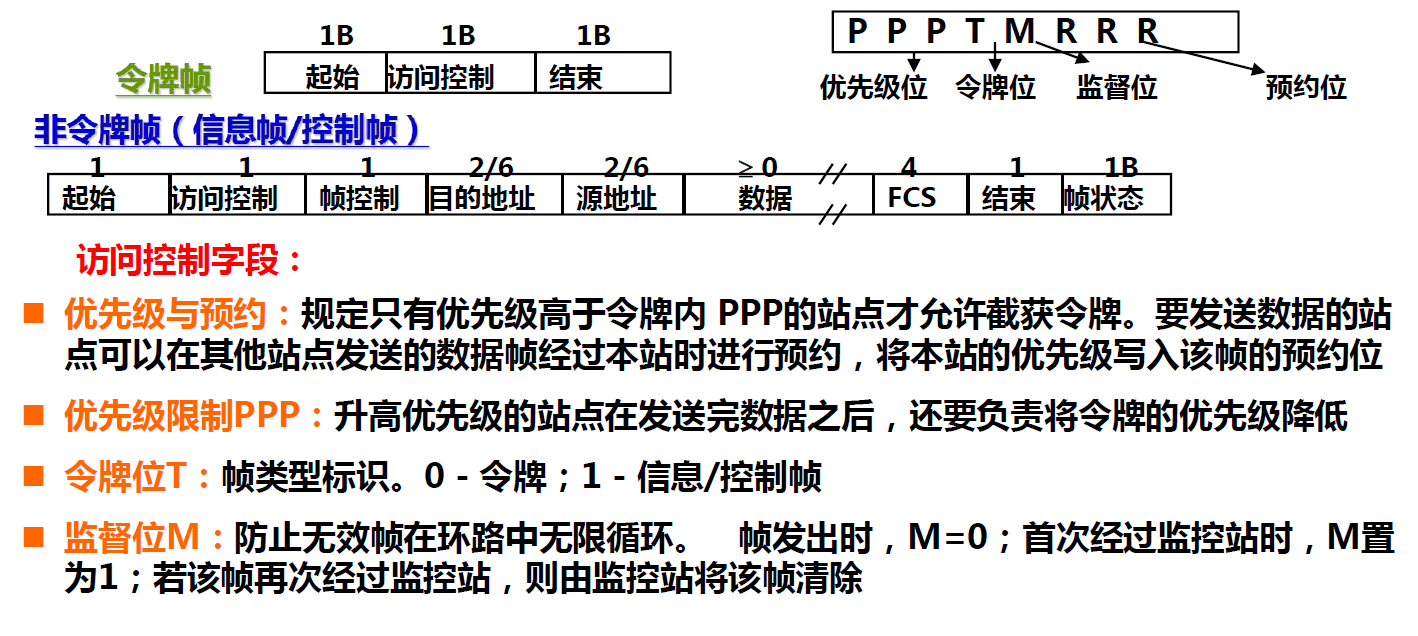 1B 1B 1B
令牌帧 起始 访问控制 结束
P P P T M R R R
优先级位 令牌位 监督位 预约位
非令牌帧（信息帧/控制帧）
1 1 1 2/6 2/6 ≥0 4 1 1B
起始 访问控制 帧控制 目的地址 源地址 数据 FCS 结束 帧状态
访问控制字段：
■ 优先级与预约：规定只有优先级高于令牌内 PPP的站点才允许截获令牌。要发送数据的站
点可以在其他站点发送的数据帧经过本站时进行预约，将本站的优先级写入该帧的预约位
■ 优先级限制PPP：升高优先级的站点在发送完数据之后，还要负责将令牌的优先级降低
■ 令牌位T：帧类型标识。0 - 令牌；1 - 信息/控制帧
■ 监督位M：防止无效帧在环路中无限循环。 帧发出时，M=0；首次经过监控站时，M置
为1；若该帧再次经过监控站，则由监控站将该帧清除